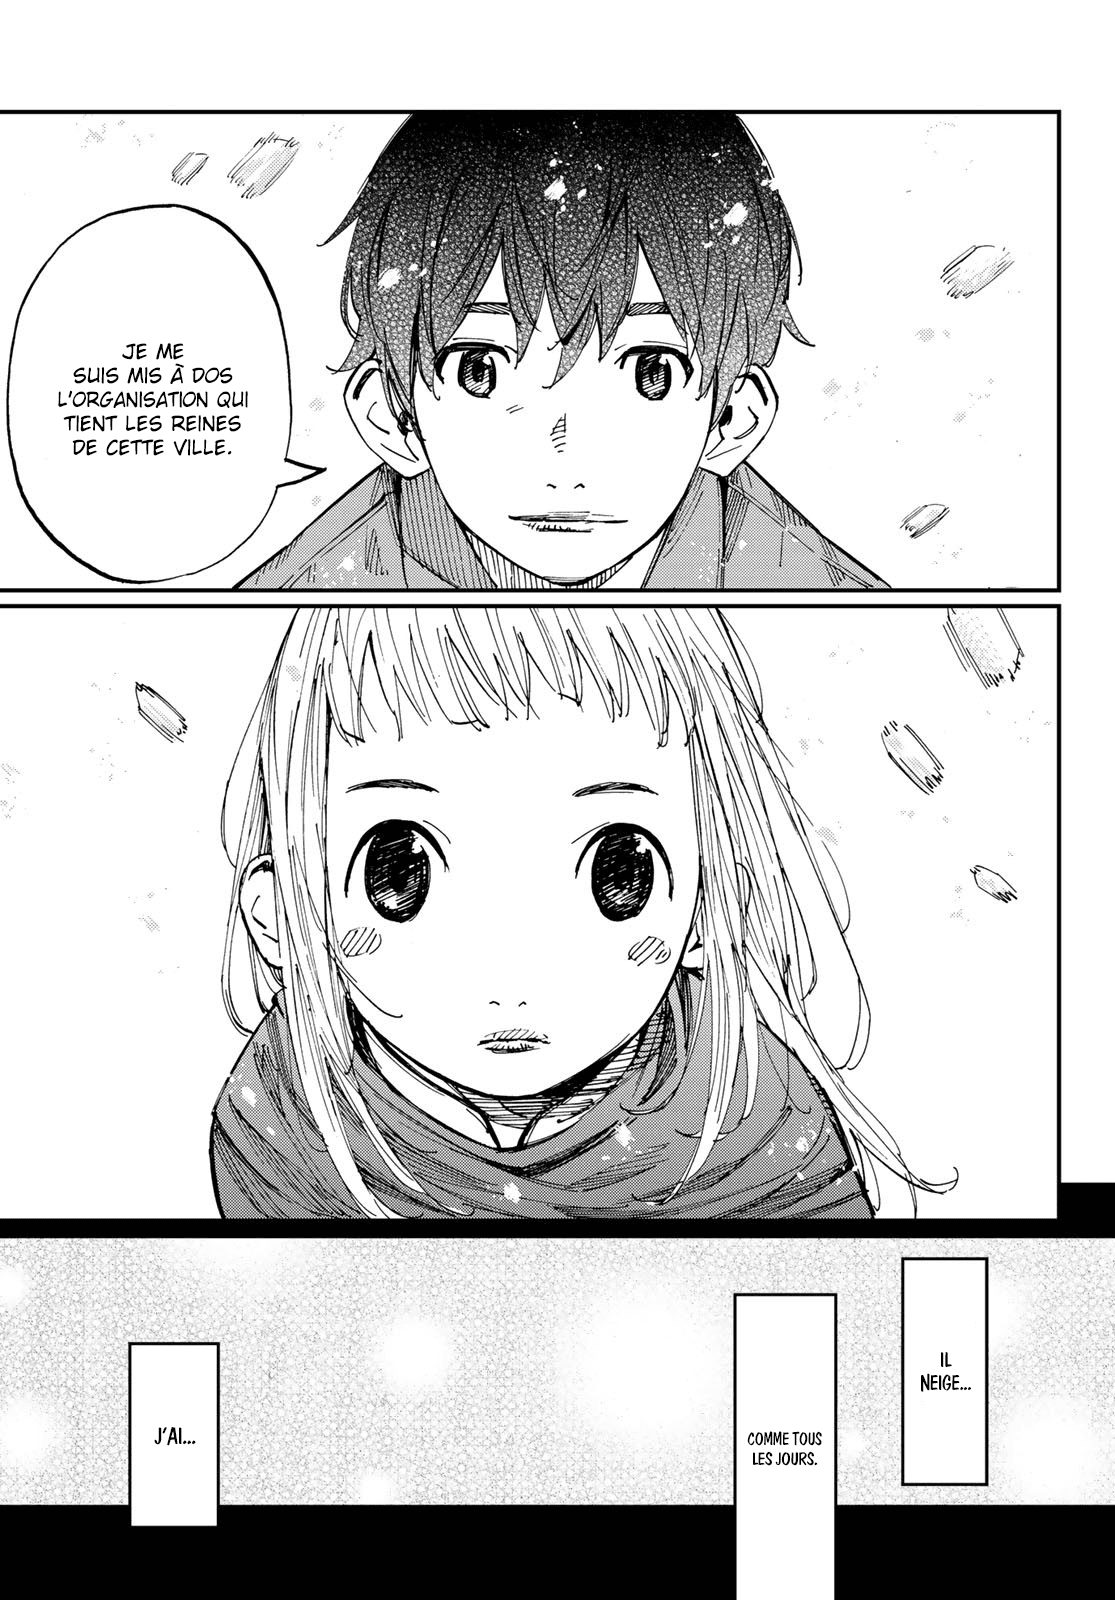 JE ME
SUIS MIS À DOS
L'ORGANISATION QUI
TIENT LES REINES
DE CETTE VILLE.
IL
NEIGE...
COMME TOUS
LES JOURS.
J'AI...